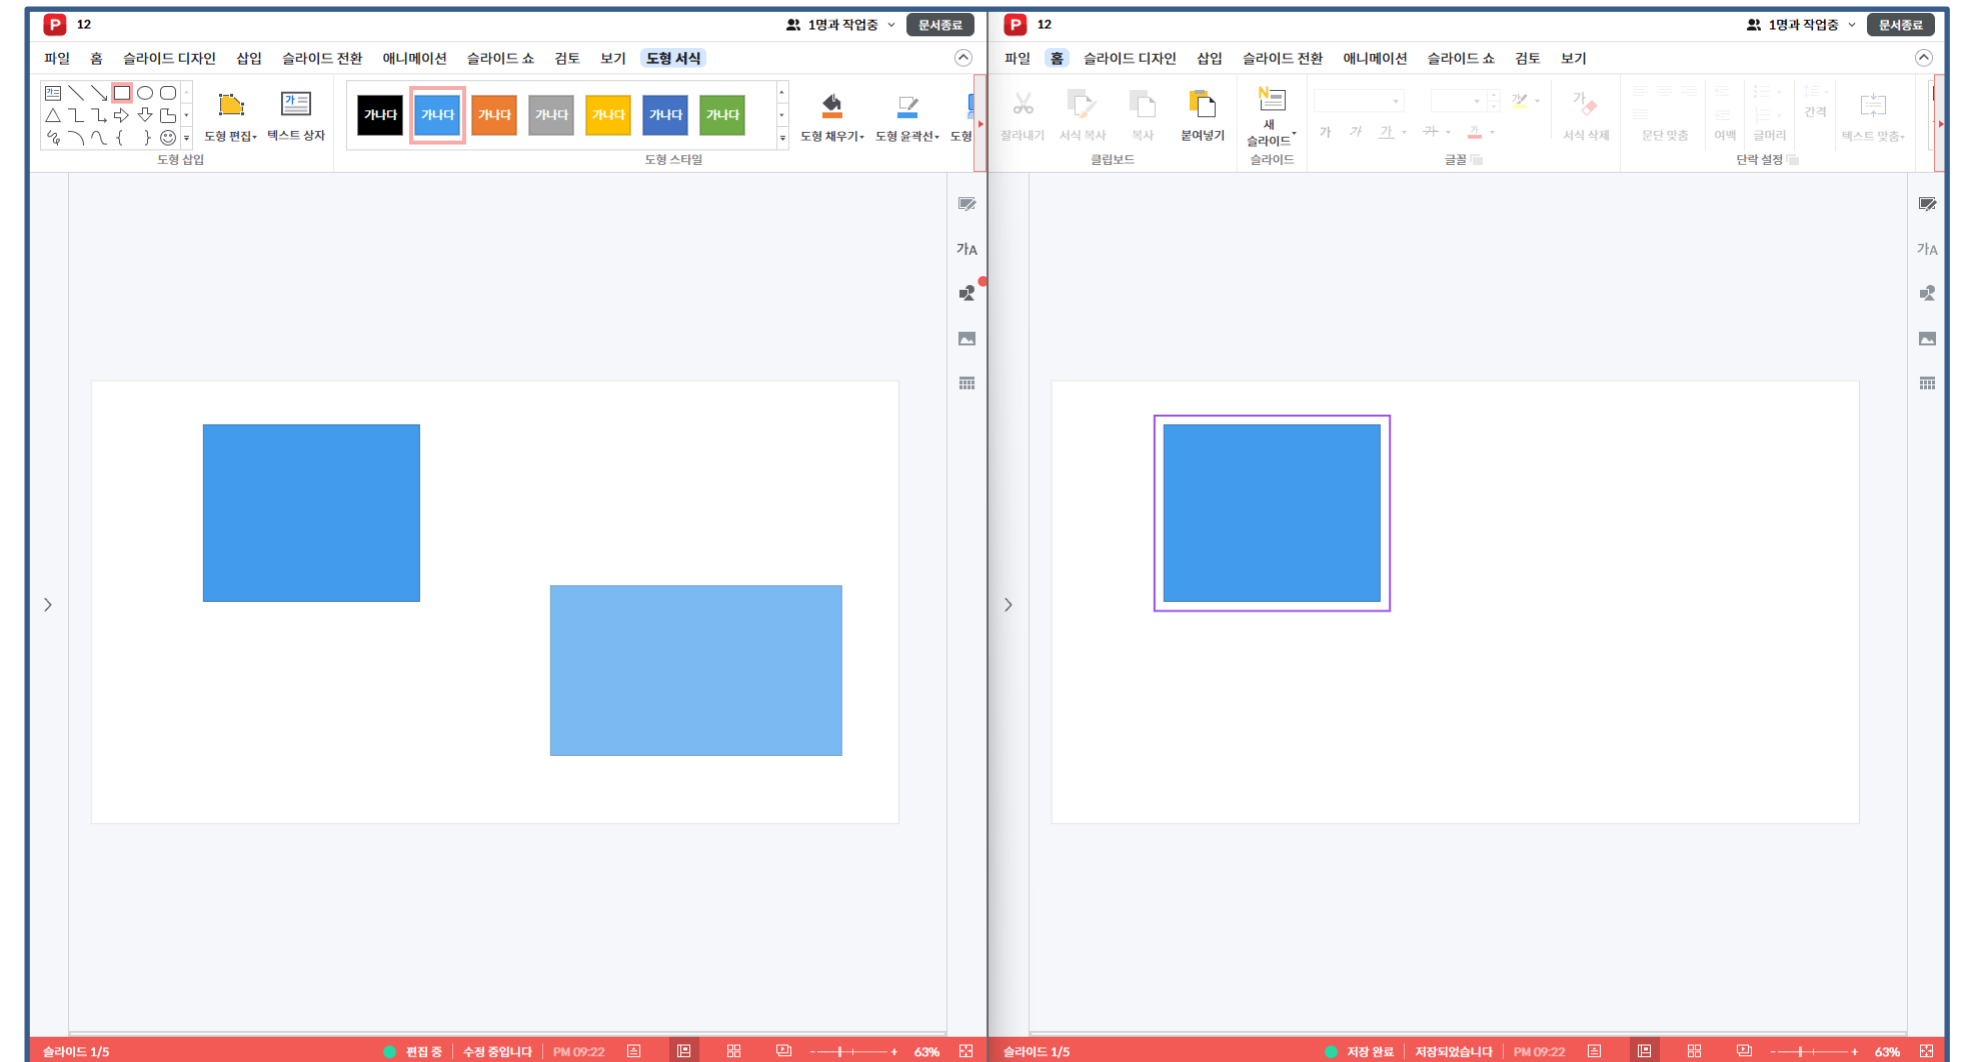 12
1명과 작업중
문서종료
파일 홈 슬라이드 디자인 삽입 슬라이드 전환 애니메이션 슬라이드 쇼 검토 보기 도형 서식
가나다 가나다 가나다 가나다 가나다 가나다 가나다
도형 편집 텍스트 상자
도형 채우기 도형 윤곽선 도형
도형 삽입
도형 스타일
가A
슬라이드 1/5
편집 중
수정 중입니다
PM 09:22
63%
12
1명과 작업중
문서종료
파일 홈 슬라이드 디자인 삽입 슬라이드 전환 애니메이션 슬라이드 쇼 검토 보기
잘라내기 서식 복사 복사 붙여넣기
새
슬라이드
가 가 가 가 가
서식 삭제
문단 맞춤 여백 글머리
간격
텍스트 맞춤
클립보드
슬라이드
글꼴
단락 설정
가A
슬라이드 1/5
저장 완료
저장되었습니다
PM 09:22
63%